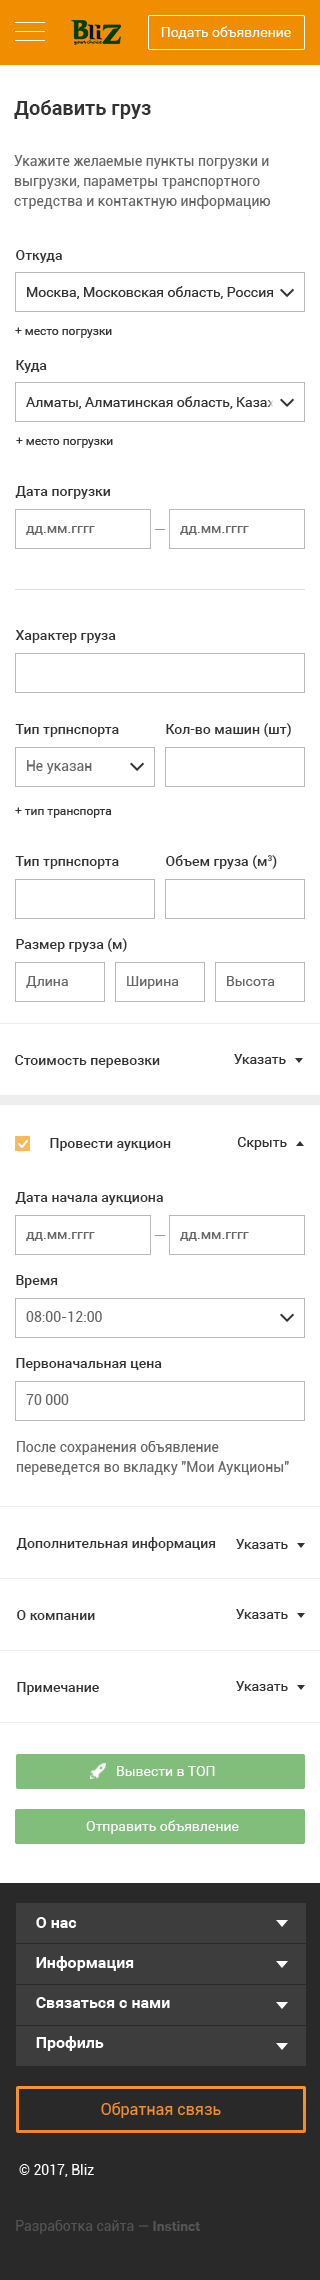 Bliz
your choice
Подать объявление
Добавить груз
Укажите желаемые пункты погрузки и
выгрузки, параметры транспортного
стредства и контактную информацию
Откуда
Москва, Московская область, Россия
+ место погрузки
Куда
Алматы, Алматинская область, Казах
+ место погрузки
Дата погрузки
дд.мм.гггг — дд.мм.гггг
Характер груза
Тип трпнспорта Кол-во машин (шт)
Не указан
+ тип транспорта
Тип трпнспорта Объем груза (м³)
Размер груза (м)
Длина Ширина Высота
Стоимость перевозки Указать
Провести аукцион Скрыть
Дата начала аукциона
дд.мм.гггг — дд.мм.гггг
Время
08:00-12:00
Первоначальная цена
70 000
После сохранения объявление
переведется во вкладку "Мои Аукционы"
Дополнительная информация Указать
О компании Указать
Примечание Указать
Вывести в ТОП
Отправить объявление
О нас
Информация
Связаться с нами
Профиль
Обратная связь
© 2017, Bliz
Разработка сайта — Instinct